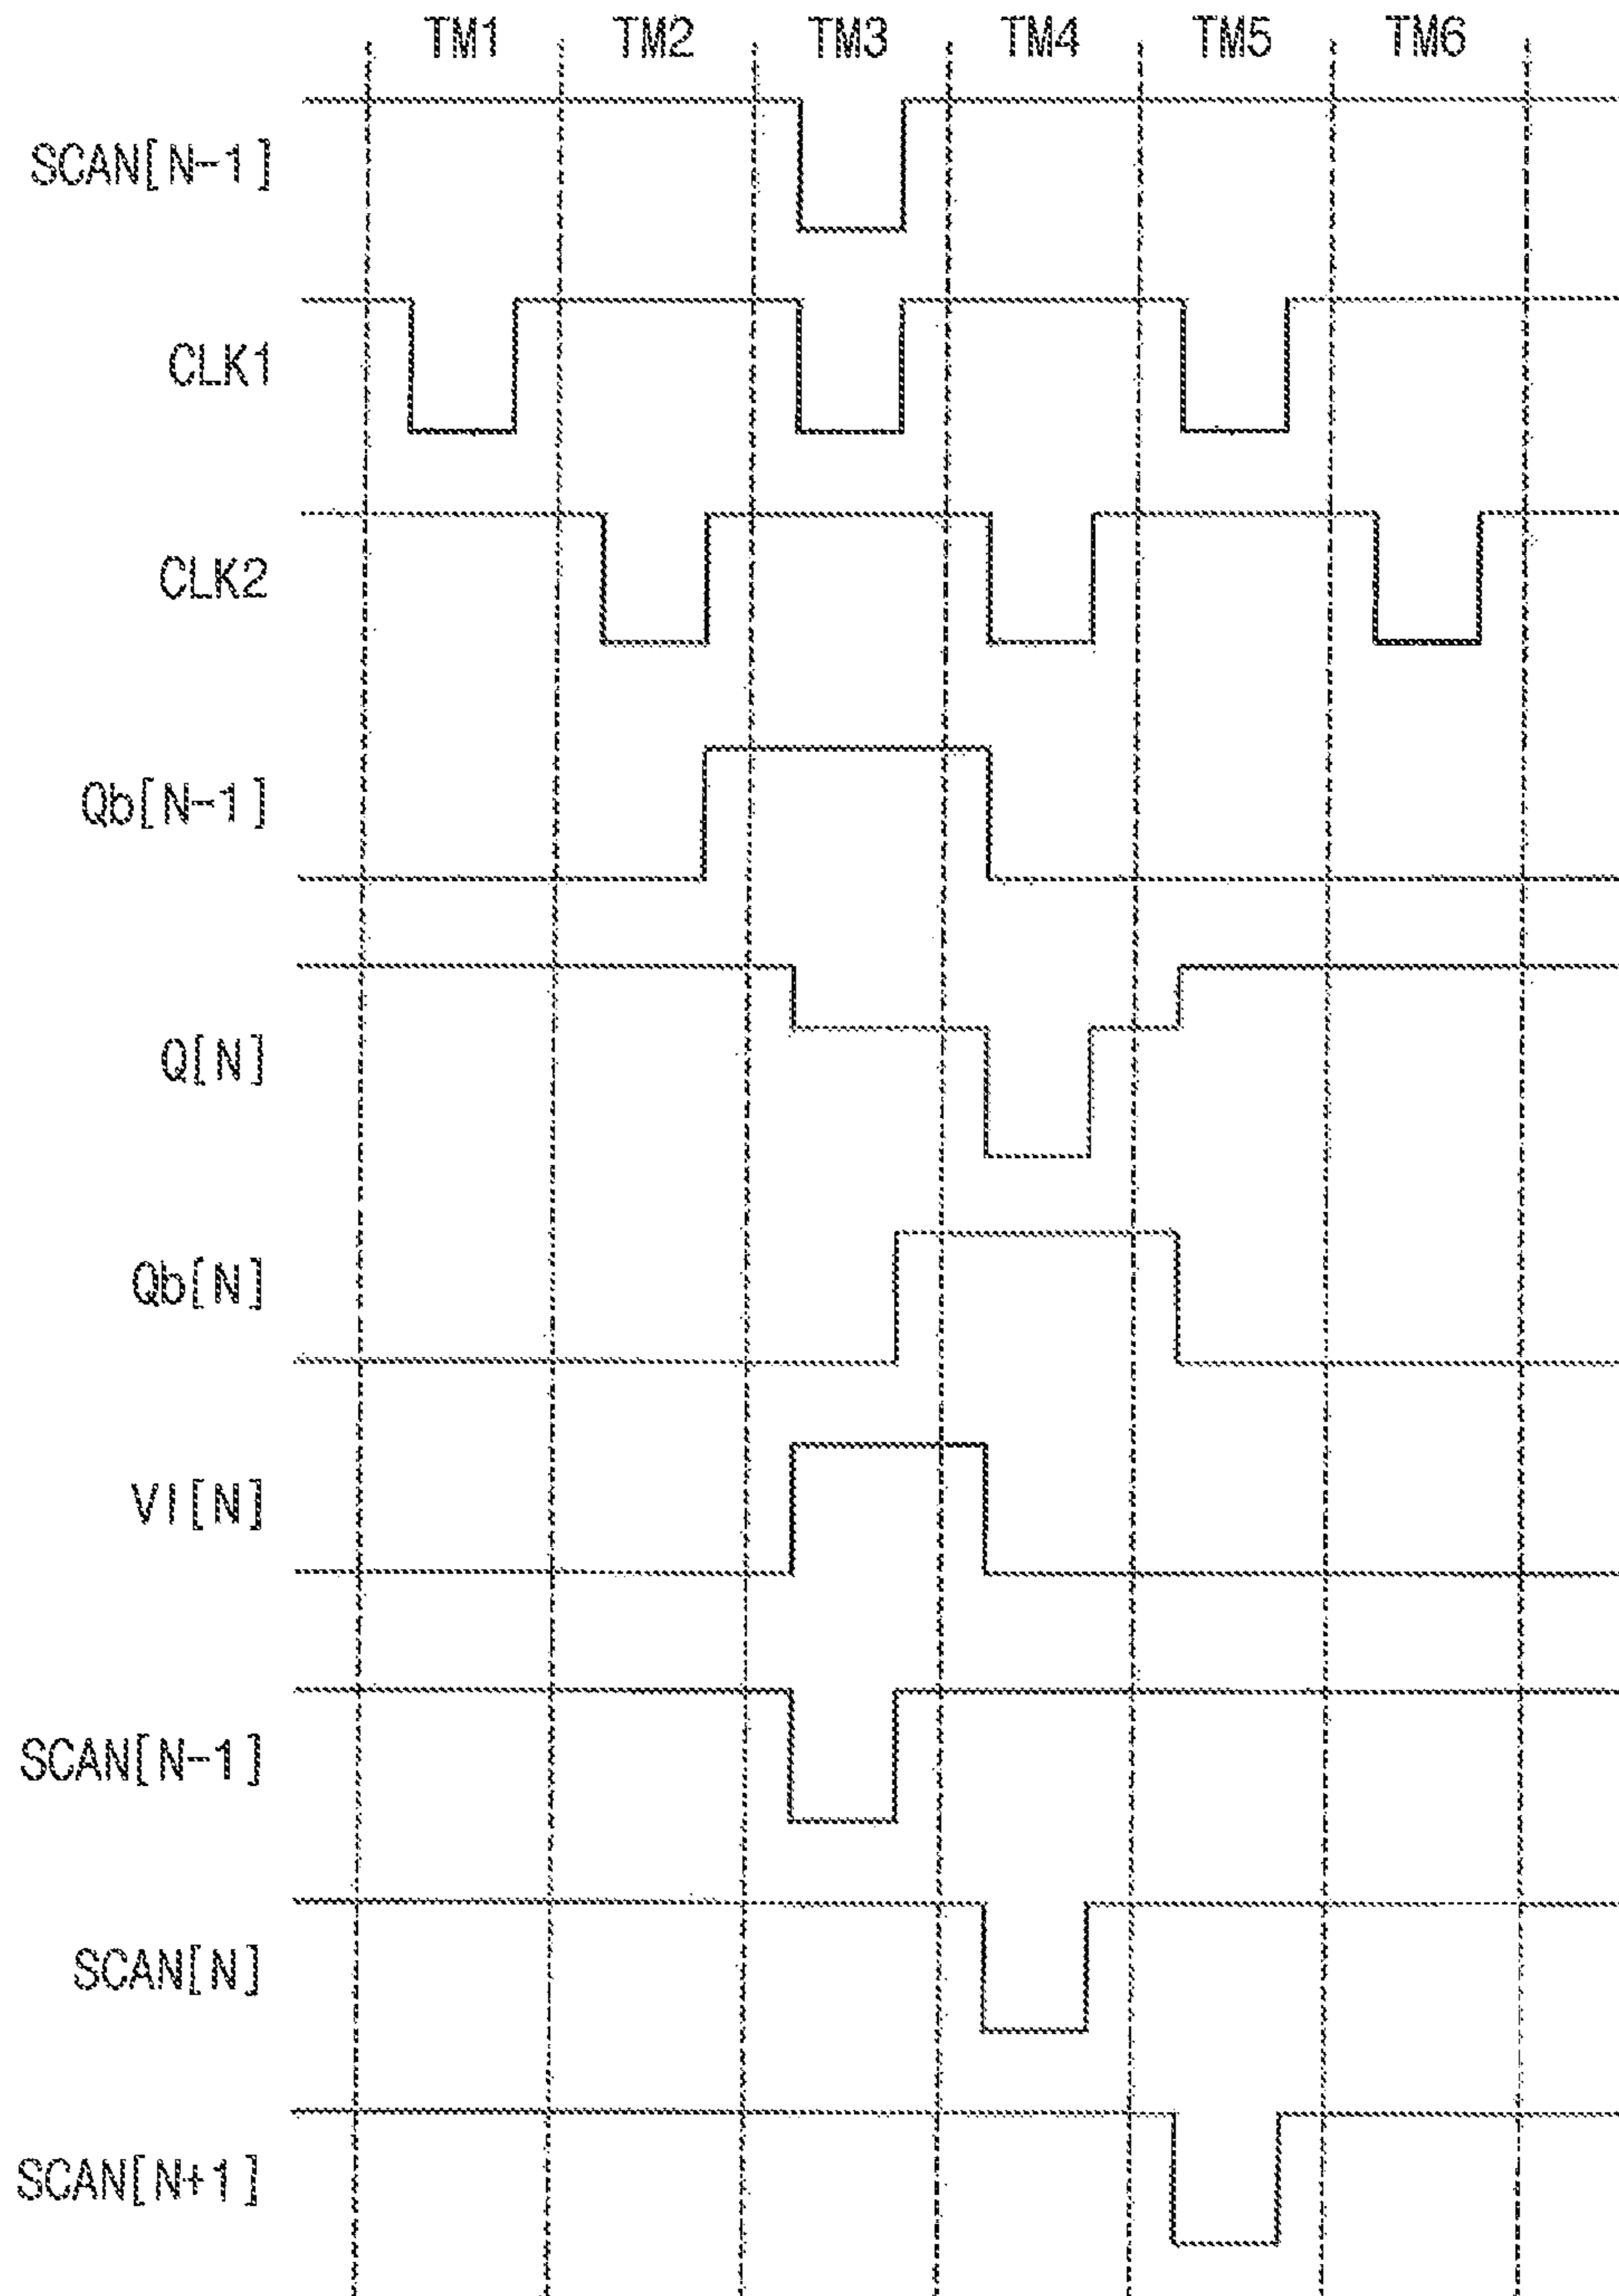 TM1 TM2 TM3 TM4 TM5 TM6
SCAN[N-1]
CLK1
CLK2
Qb[N-1]
Q[N]
Qb[N]
VI[N]
SCAN[N-1]
SCAN[N]
SCAN[N+1]